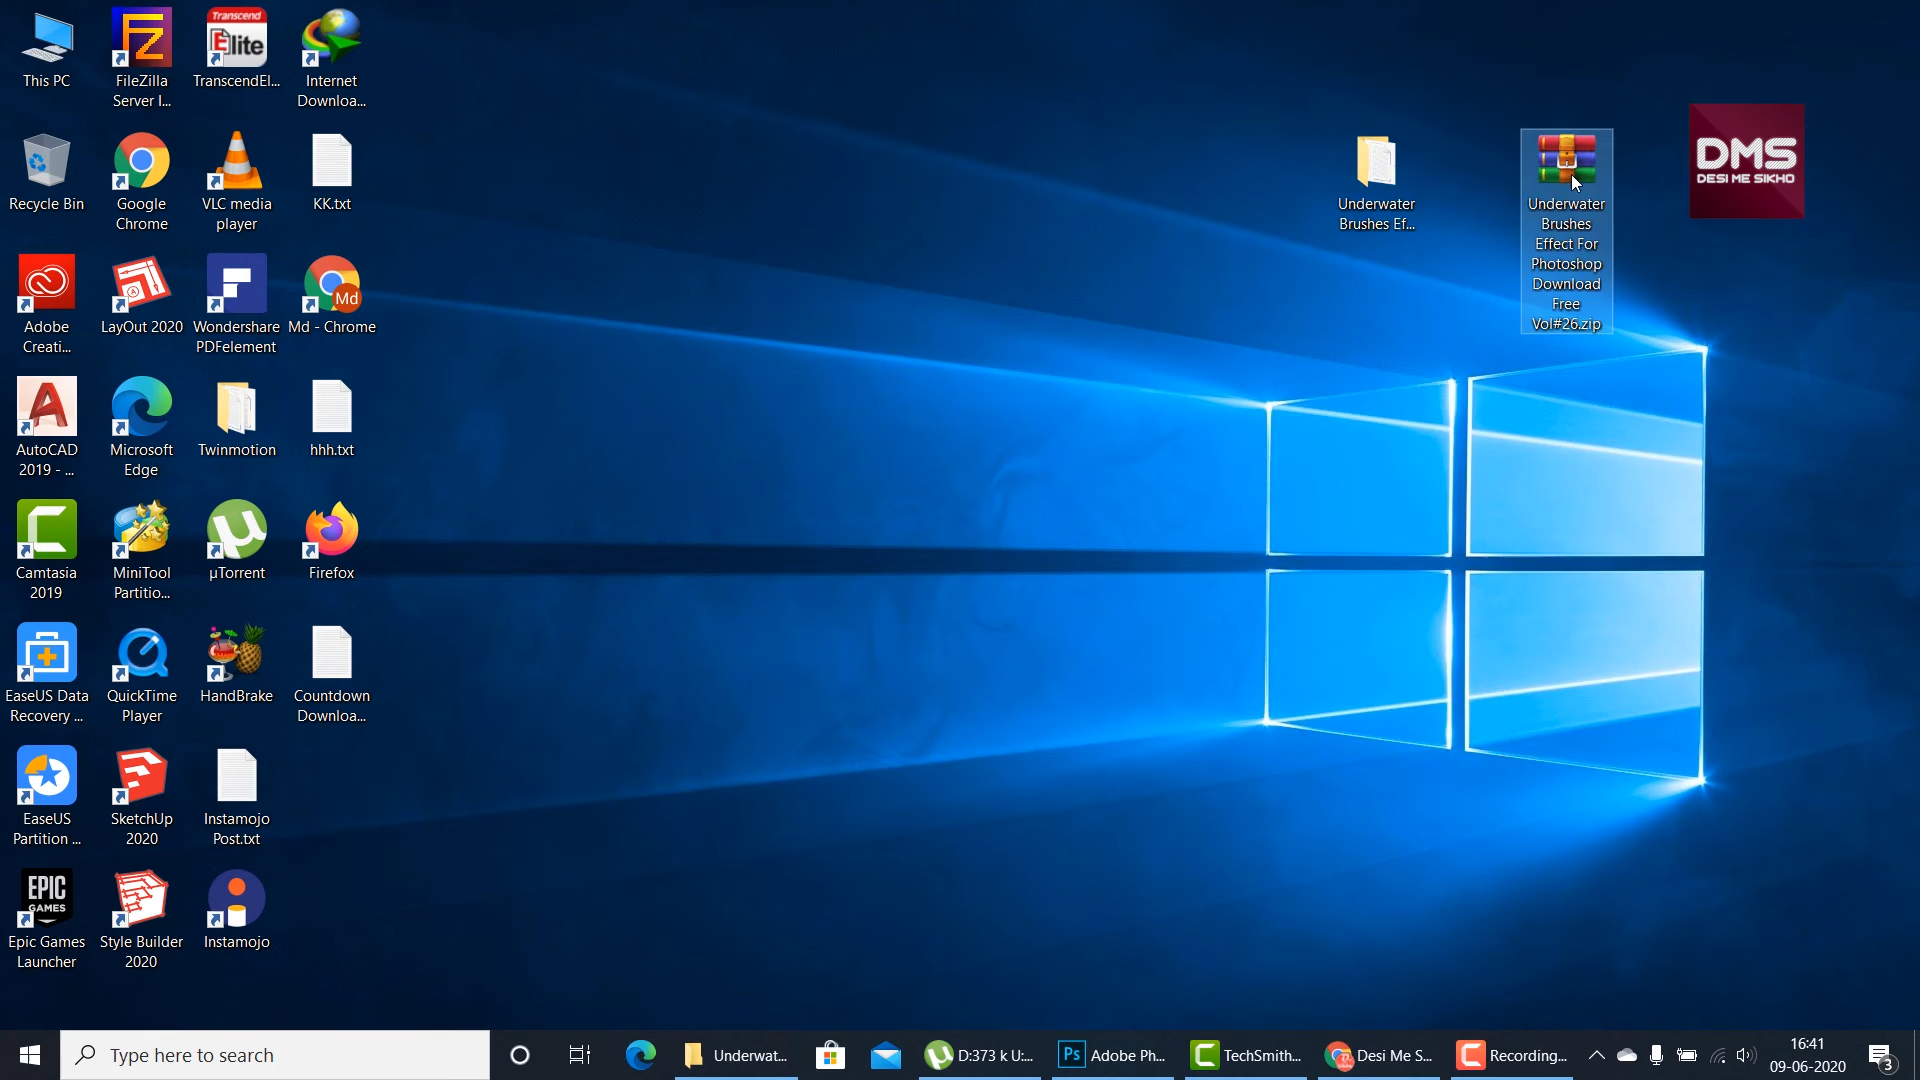 This PC
FileZilla
Server I...
Transcend
Elite
TranscendEl...
Internet
Downloa...
Recycle Bin
Google
Chrome
VLC media
player
KK.txt
Adobe
Creati...
LayOut 2020
Wondershare
PDFelement
Md
Md - Chrome
AutoCAD
2019 - ...
Microsoft
Edge
Twinmotion
hhh.txt
Camtasia
2019
MiniTool
Partitio...
µTorrent
Firefox
EaseUS Data
Recovery ...
QuickTime
Player
HandBrake
Countdown
Downloa...
EaseUS
Partition ...
SketchUp
2020
Instamojo
Post.txt
EPIC
GAMES
Epic Games
Launcher
Style Builder
2020
Instamojo
Underwater
Brushes Ef...
Underwater
Brushes
Effect For
Photoshop
Download
Free
Vol#26.zip
DMS
DESI ME SIKHO
Type here to search
Underwat...
D:373 k U:...
Ps
Adobe Ph...
TechSmith...
Desi Me S...
Recording...
16:41
09-06-2020
3